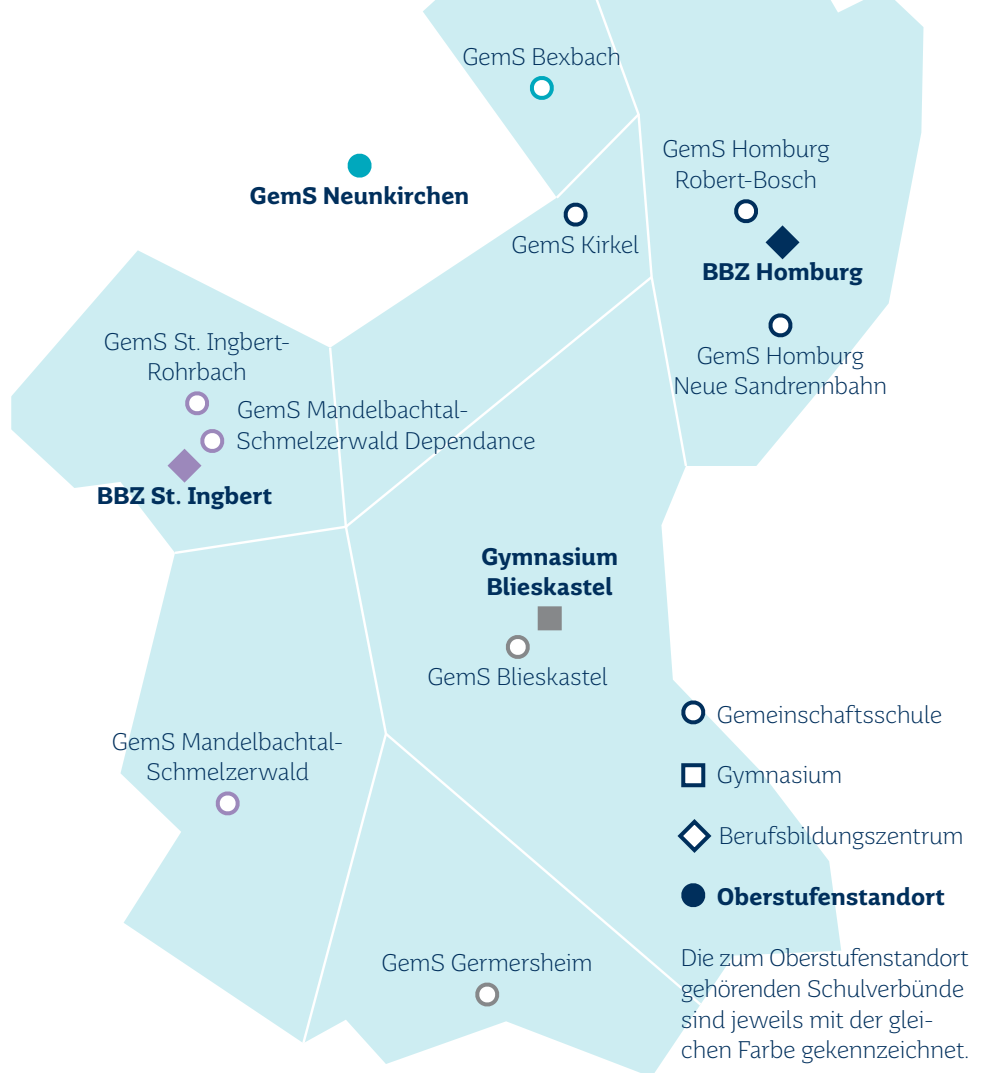 GemS Bexbach
GemS Neunkirchen
GemS Homburg
Robert-Bosch
GemS Kirkel
BBZ Homburg
GemS Homburg
Neue Sandrennbahn
GemS St. Ingbert-
Rohrbach
GemS Mandelbachtal-
Schmelzerwald Dependance
BBZ St. Ingbert
Gymnasium
Blieskastel
GemS Blieskastel
GemS Mandelbachtal-
Schmelzerwald
GemS Germersheim
Gemeinschaftsschule
Gymnasium
Berufsbildungszentrum
Oberstufenstandort
Die zum Oberstufenstandort
gehörenden Schulverbünde
sind jeweils mit der glei-
chen Farbe gekennzeichnet.